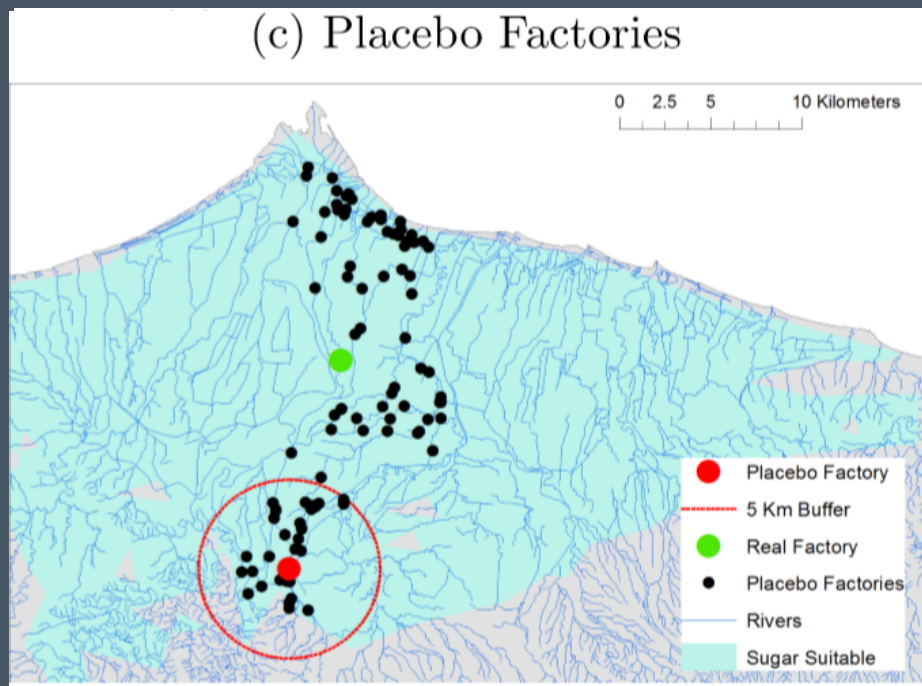 (c) Placebo Factories
0 2.5 5 10 Kilometers
Placebo Factory
5 Km Buffer
Real Factory
Placebo Factories
Rivers
Sugar Suitable